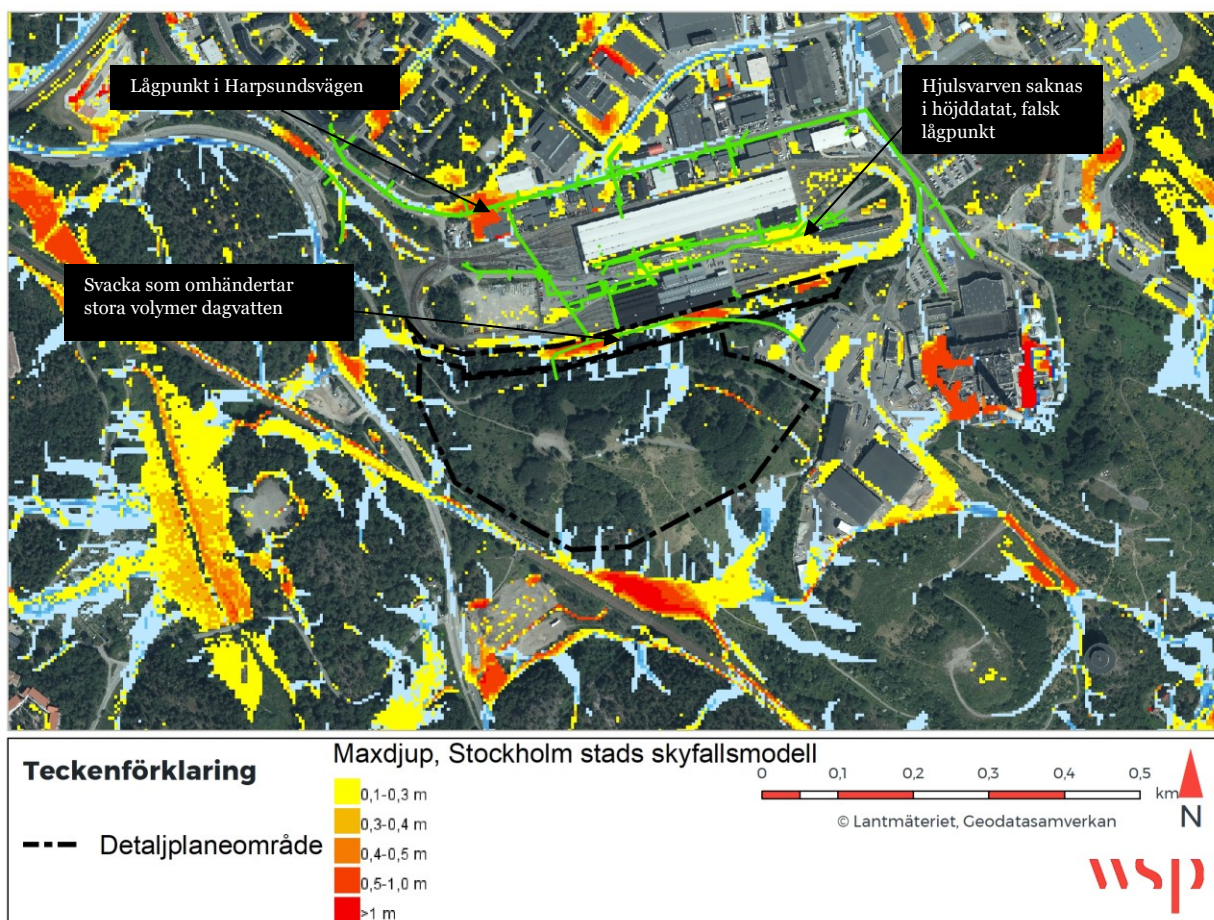 Lågpunkt i Harpsundsvägen
Hjulsvarven saknas
i höjddatat, falsk
lågpunkt
Svacka som omhändertar
stora volymer dagvatten
Teckenförklaring
Detaljplaneområde
Maxdjup, Stockholm stads skyfallsmodell
0,1-0,3 m
0,3-0,4 m
0,4-0,5 m
0,5-1,0 m
>1 m
0 0,1 0,2 0,3 0,4 0,5
km
© Lantmäteriet, Geodatasamverkan
N
wsp